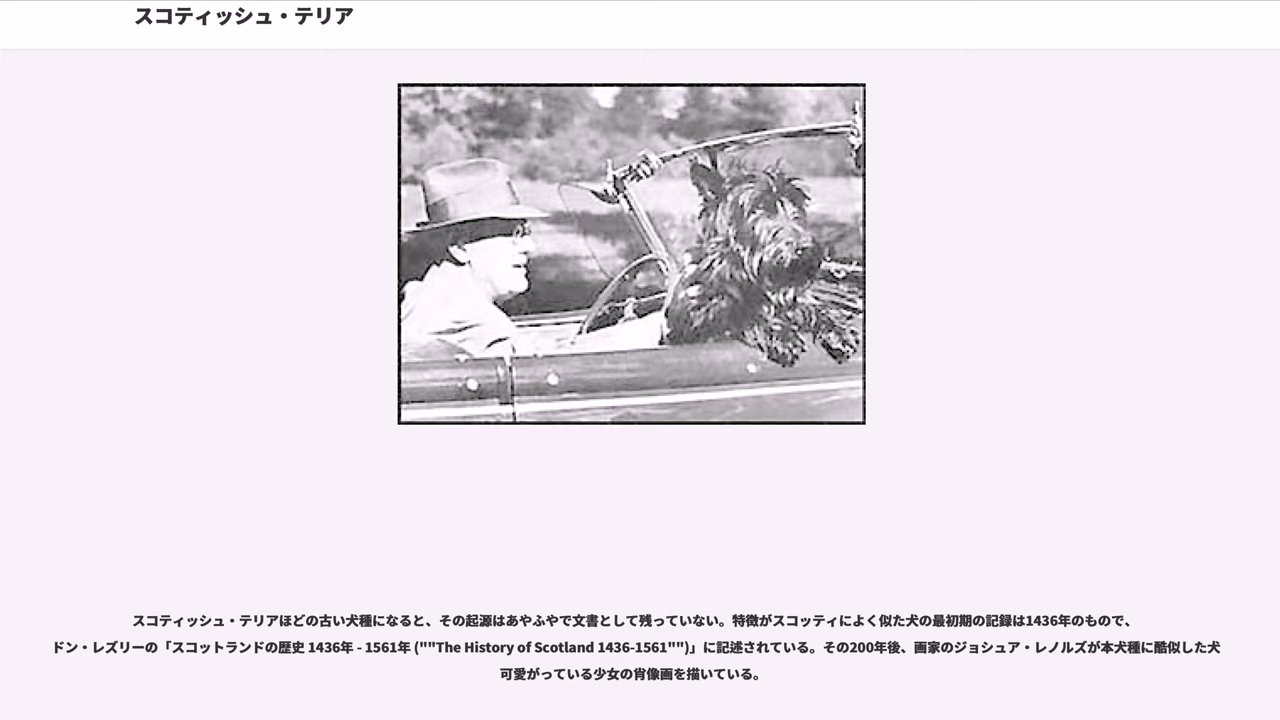 スコティッシュ・テリア
スコティッシュ・テリアほどの古い犬種になると、その起源はあやふやで文書として残っていない。特徴がスコッティによく似た犬の最初期の記録は1436年のもので、
ドン・レズリーの「スコットランドの歴史 1436年 - 1561年 (""The History of Scotland 1436-1561"")」に記述されている。その200年後、画家のジョシュア・レノルズが本犬種に酷似した犬
可愛がっている少女の肖像画を描いている。